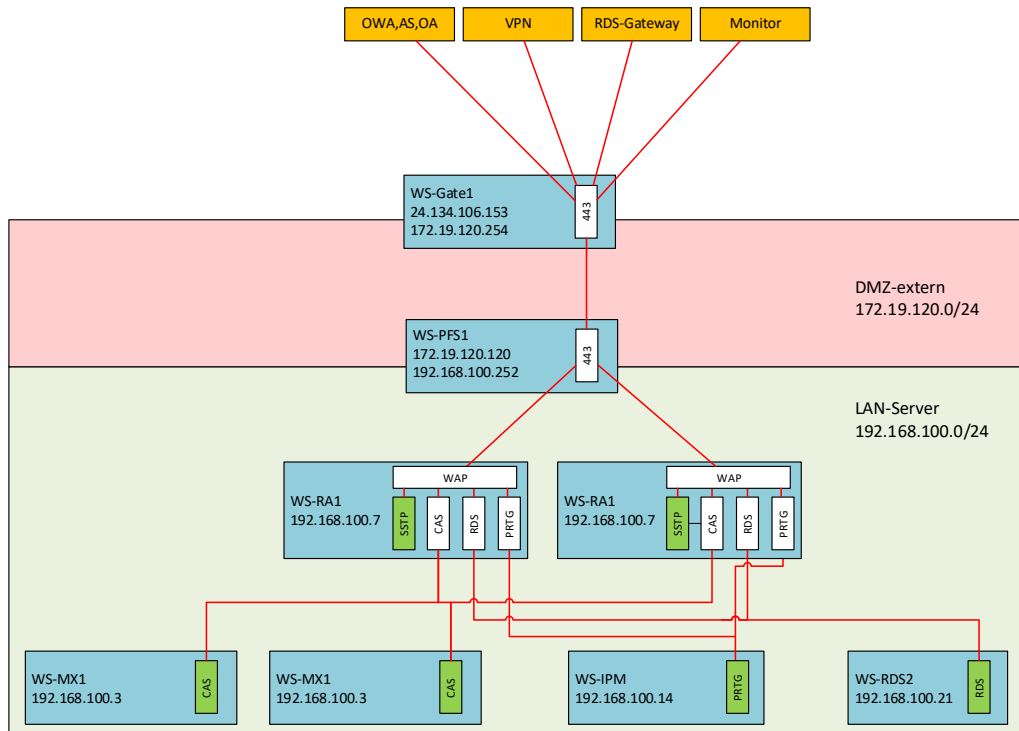 OWA,AS,OA
VPN
RDS-Gateway
Monitor
WS-Gate1
24.134.106.153
172.19.120.254
443
DMZ-extern
172.19.120.0/24
WS-PFS1
172.19.120.120
192.168.100.252
443
LAN-Server
192.168.100.0/24
WS-RA1
192.168.100.7
WAP
SSTP
CAS
RDS
PRTG
WS-RA1
192.168.100.7
WAP
SSTP
CAS
RDS
PRTG
WS-MX1
192.168.100.3
CAS
WS-MX1
192.168.100.3
CAS
WS-IPM
192.168.100.14
PRTG
WS-RDS2
192.168.100.21
RDS